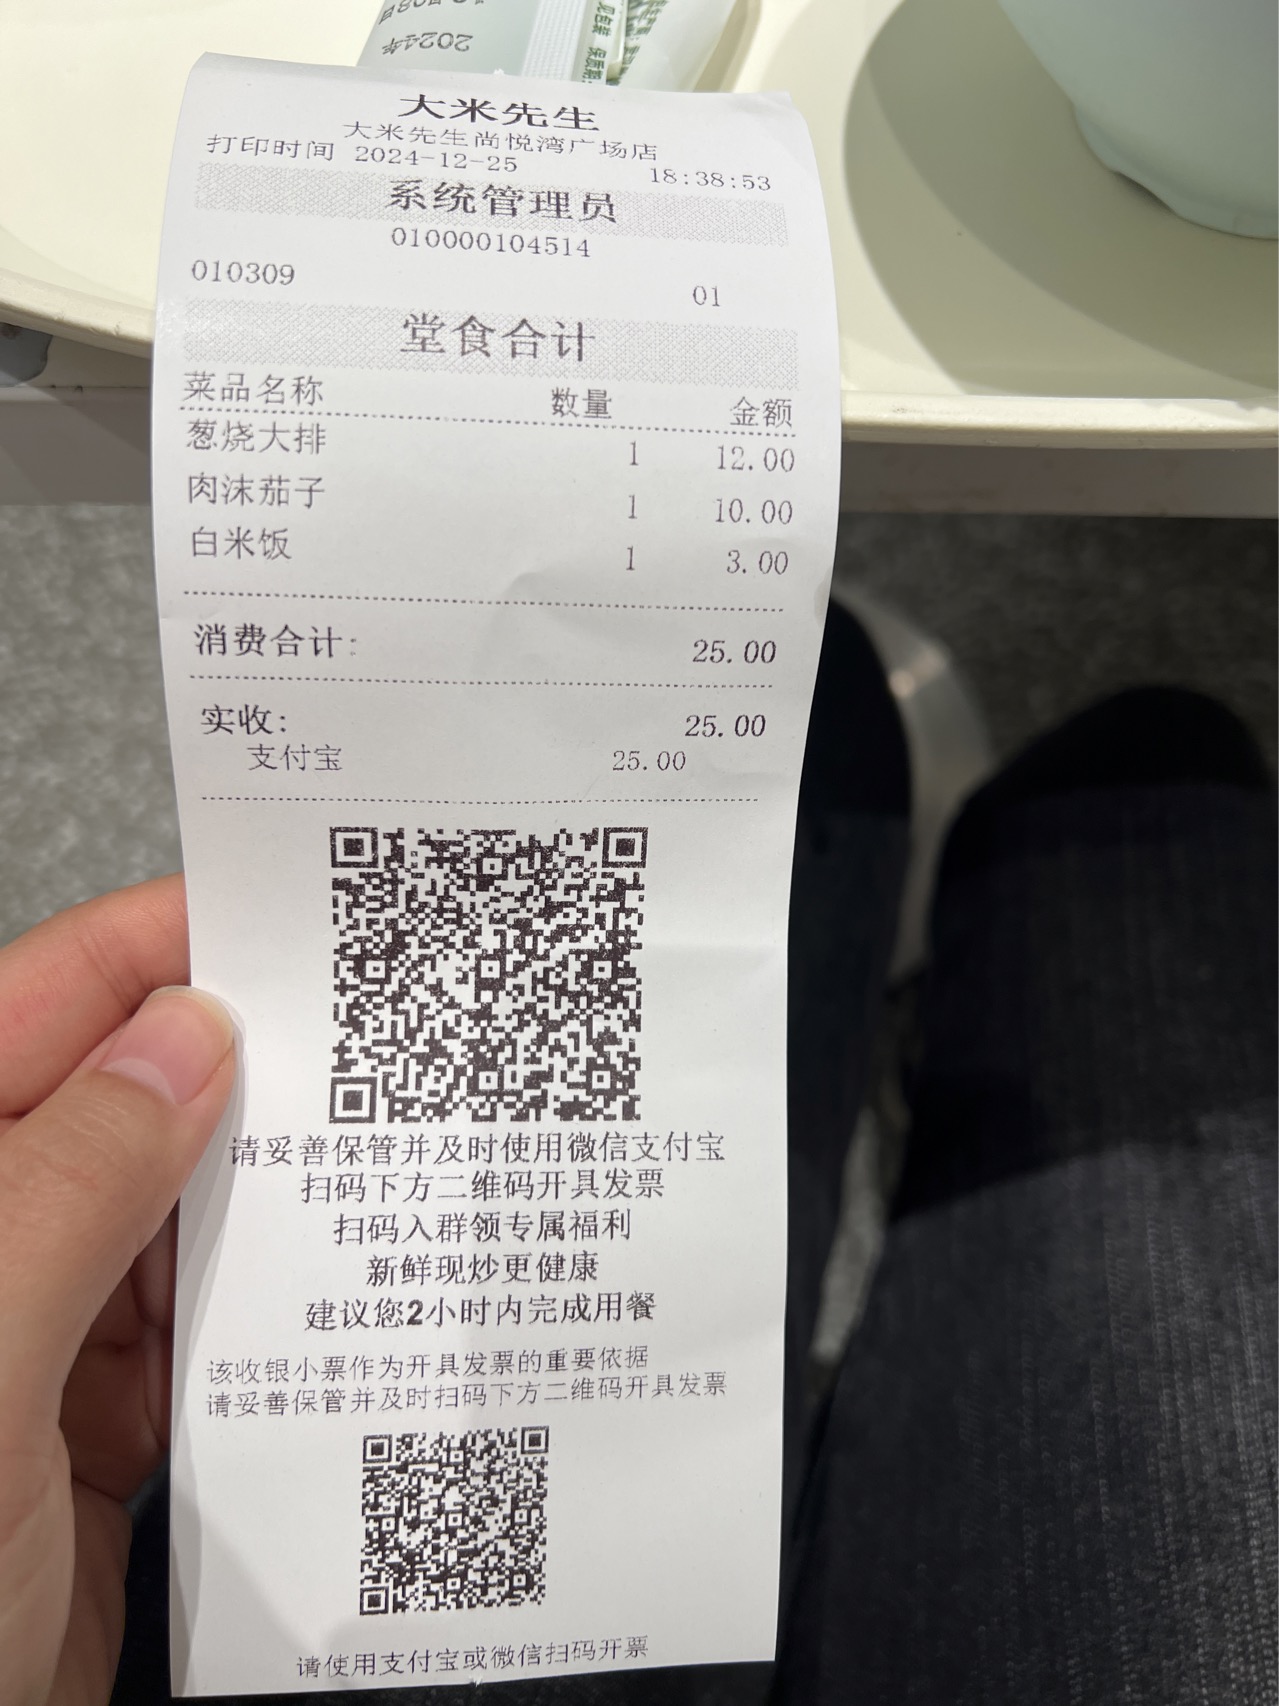 2024年
大米先生
大米先生尚悦湾广场店
打印时间 2024-12-25 18:38:53
系统管理员
010000104514
010309 01
堂食合计
菜品名称 数量 金额
葱烧大排 1 12.00
肉沫茄子 1 10.00
白米饭 1 3.00
消费合计: 25.00
实收: 25.00
支付宝 25.00
请妥善保管并及时使用微信支付宝
扫码下方二维码开具发票
扫码入群领专属福利
新鲜现炒更健康
建议您2小时内完成用餐
该收银小票作为开具发票的重要依据
请妥善保管并及时扫码下方二维码开具发票
请使用支付宝或微信扫码开票